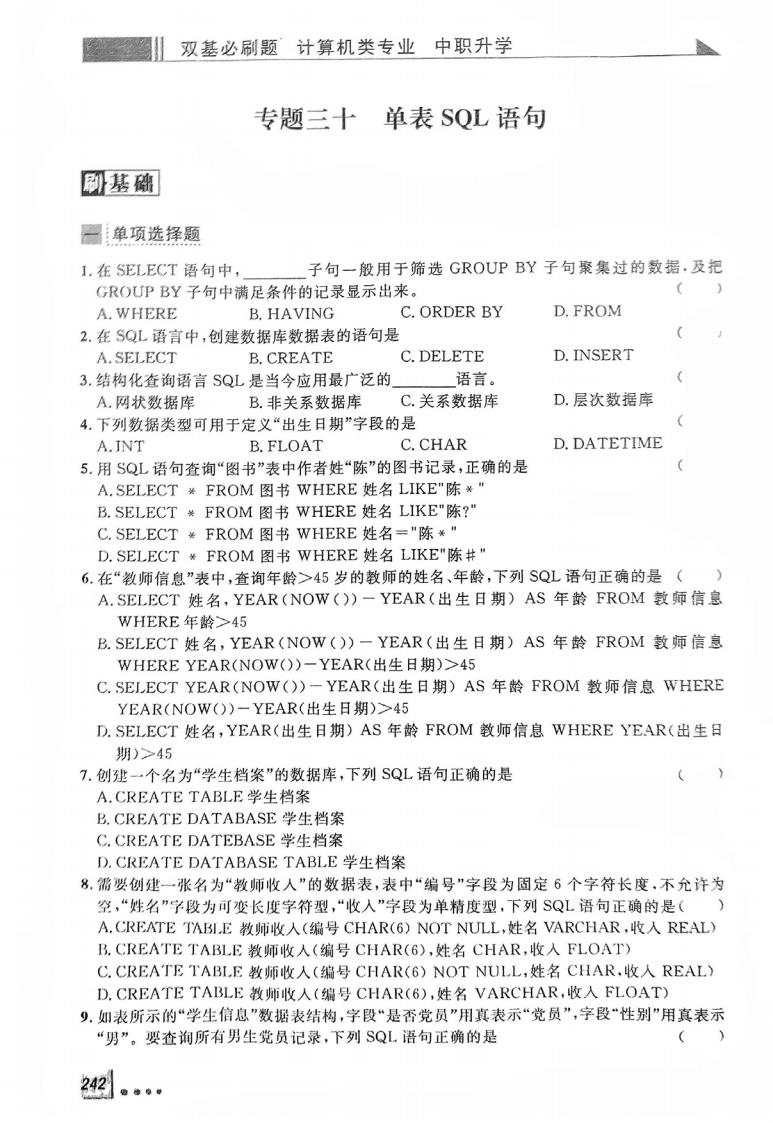 双基必刷题 计算机类专业 中职升学
专题三十 单表 SQL 语句
刷基础
一 单项选择题
1. 在 SELECT 语句中,________子句一般用于筛选 GROUP BY 子句聚集过的数据,及把
GROUP BY 子句中满足条件的记录显示出来。 ( )
A. WHERE B. HAVING C. ORDER BY D. FROM
2. 在 SQL 语言中,创建数据库数据表的语句是 (
A. SELECT B. CREATE C. DELETE D. INSERT
3. 结构化查询语言 SQL 是当今应用最广泛的________语言。 (
A. 网状数据库 B. 非关系数据库 C. 关系数据库 D. 层次数据库
4. 下列数据类型可用于定义“出生日期”字段的是 (
A. INT B. FLOAT C. CHAR D. DATETIME
5. 用 SQL 语句查询“图书”表中作者姓“陈”的图书记录,正确的是 (
A. SELECT * FROM 图书 WHERE 姓名 LIKE"陈 * "
B. SELECT * FROM 图书 WHERE 姓名 LIKE"陈?"
C. SELECT * FROM 图书 WHERE 姓名="陈 * "
D. SELECT * FROM 图书 WHERE 姓名 LIKE"陈#"
6. 在“教师信息”表中,查询年龄>45 岁的教师的姓名、年龄,下列 SQL 语句正确的是 ( )
A. SELECT 姓名, YEAR(NOW())-YEAR(出生日期) AS 年龄 FROM 教师信息
WHERE 年龄>45
B. SELECT 姓名, YEAR(NOW())-YEAR(出生日期) AS 年龄 FROM 教师信息
WHERE YEAR(NOW())-YEAR(出生日期)>45
C. SELECT YEAR(NOW())-YEAR(出生日期) AS 年龄 FROM 教师信息 WHERE
YEAR(NOW())-YEAR(出生日期)>45
D. SELECT 姓名,YEAR(出生日期) AS 年龄 FROM 教师信息 WHERE YEAR(出生日
期)>45
7. 创建一个名为“学生档案”的数据库,下列 SQL 语句正确的是 ( )
A. CREATE TABLE 学生档案
B. CREATE DATABASE 学生档案
C. CREATE DATEBASE 学生档案
D. CREATE DATABASE TABLE 学生档案
8. 需要创建一张名为“教师收入”的数据表,表中“编号”字段为固定 6 个字符长度,不允许为
空,“姓名”字段为可变长度字符型,“收入”字段为单精度型,下列 SQL 语句正确的是( )
A. CREATE TABLE 教师收入(编号 CHAR(6) NOT NULL,姓名 VARCHAR,收入 REAL)
B. CREATE TABLE 教师收入(编号 CHAR(6),姓名 CHAR,收入 FLOAT)
C. CREATE TABLE 教师收入(编号 CHAR(6) NOT NULL,姓名 CHAR,收入 REAL)
D. CREATE TABLE 教师收入(编号 CHAR(6),姓名 VARCHAR,收入 FLOAT)
9. 如表所示的“学生信息”数据表结构,字段“是否党员”用真表示“党员”,字段“性别”用真表示
“男”。要查询所有男生党员记录,下列 SQL 语句正确的是 ( )
242